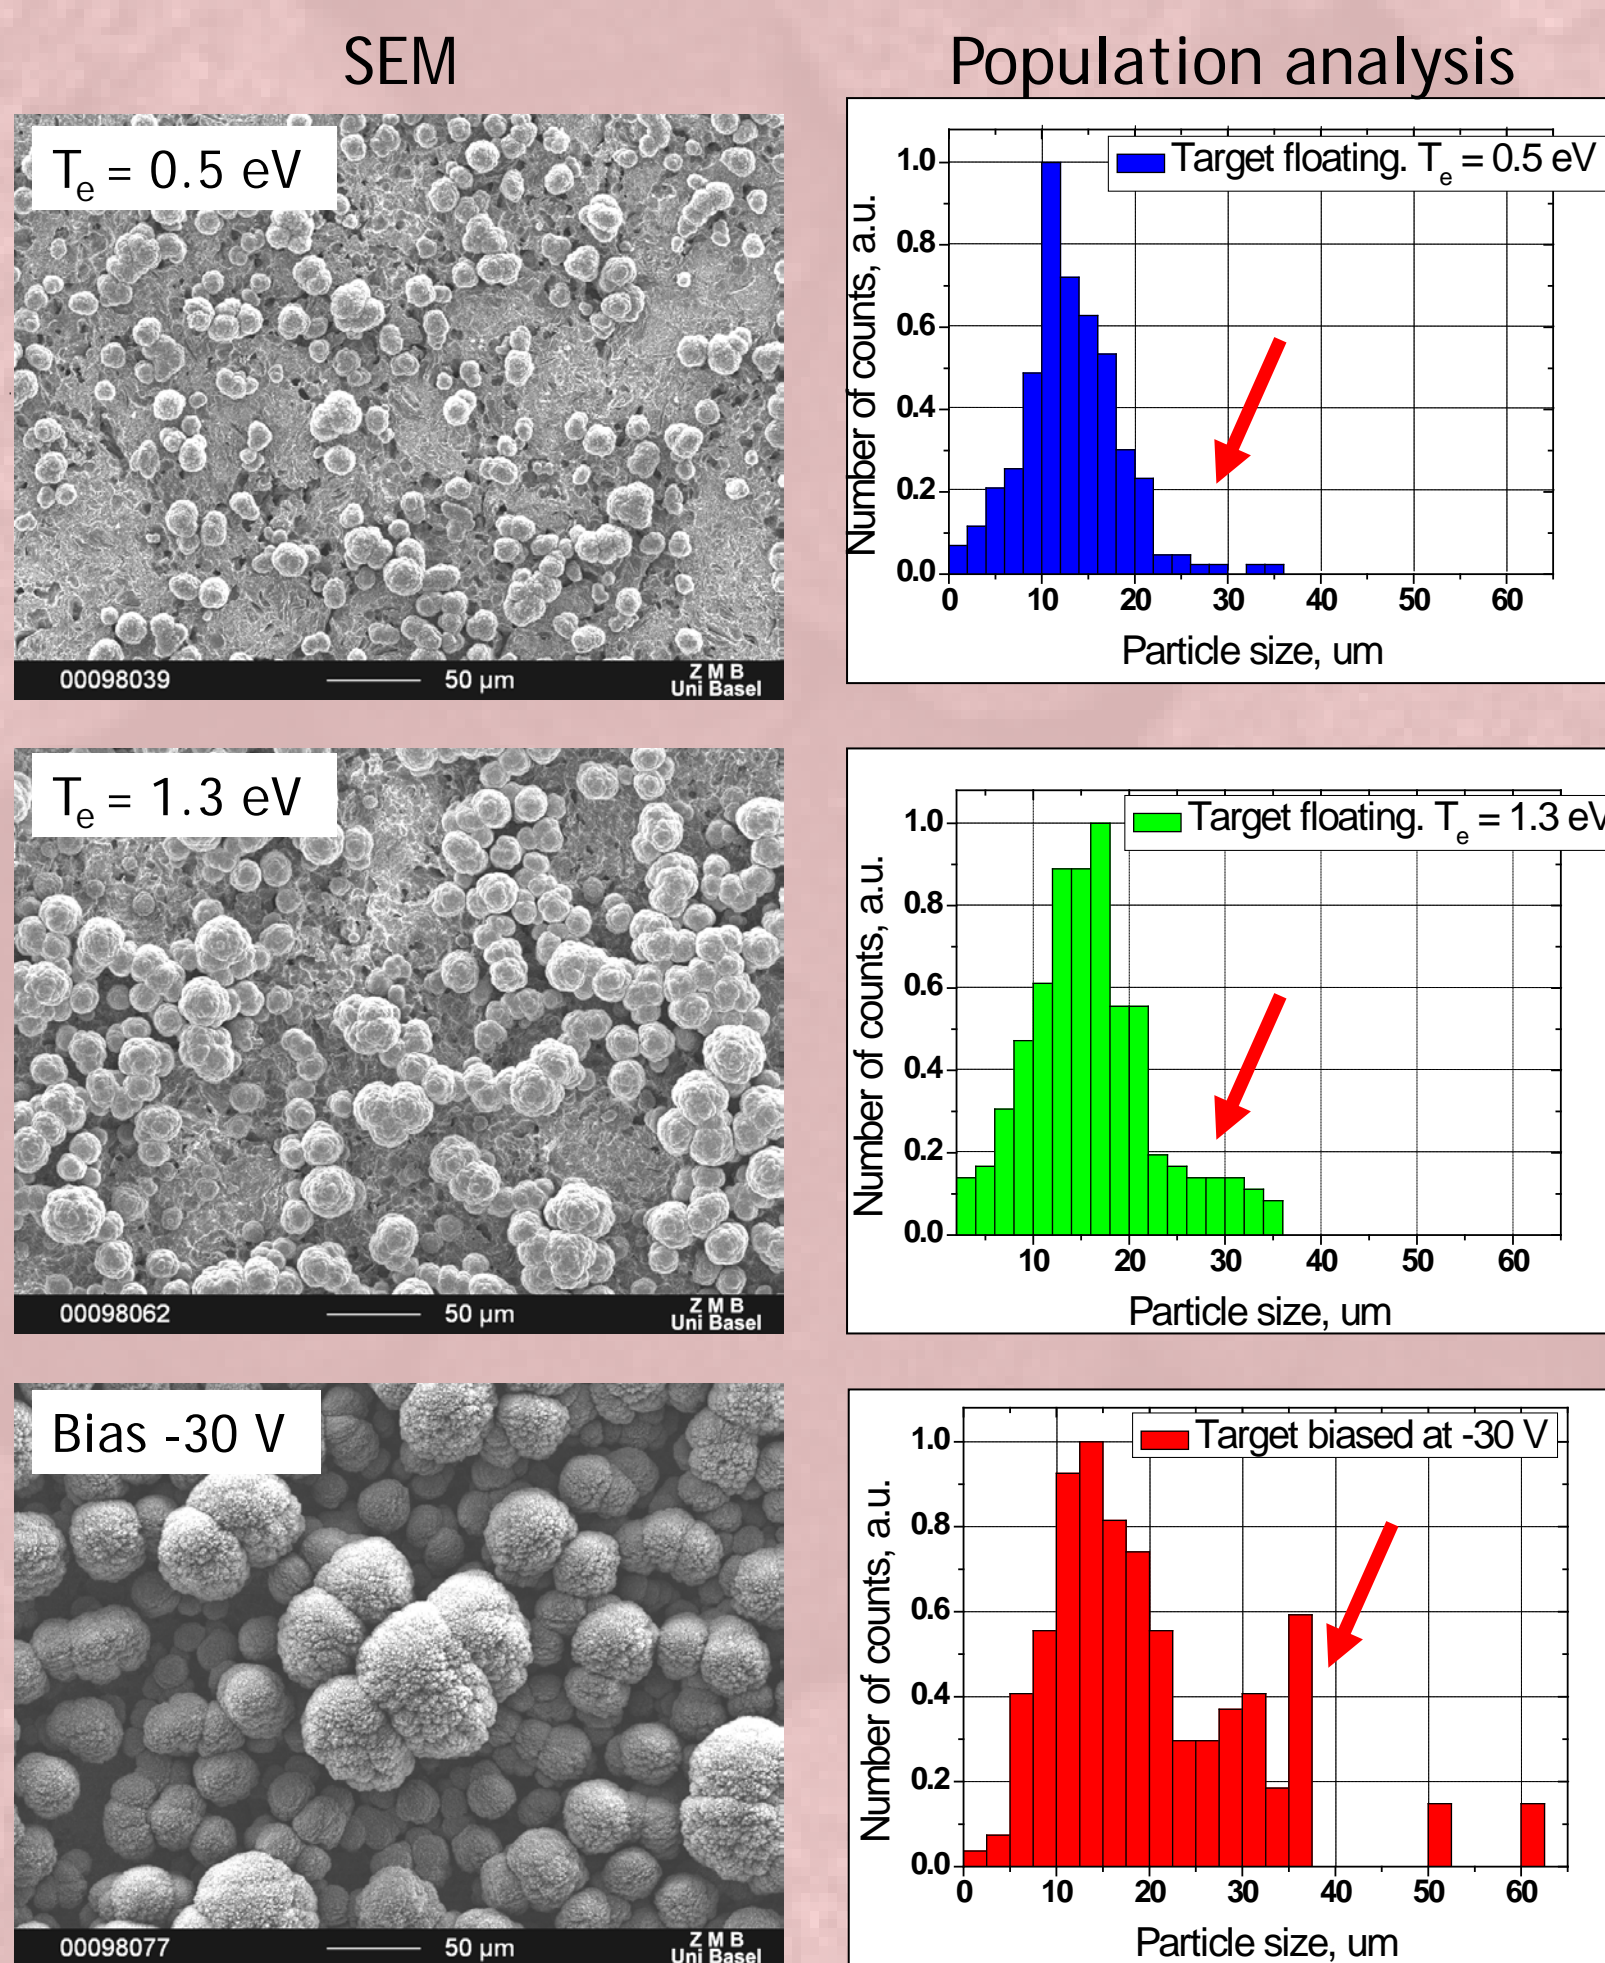 SEM
Population analysis
Te = 0.5 eV
00098039
50 µm
Z M B
Uni Basel
Target floating. Te = 0.5 eV
Number of counts, a.u.
1.0
0.8
0.6
0.4
0.2
0.0
0 10 20 30 40 50 60
Particle size, um
Te = 1.3 eV
00098062
50 µm
Z M B
Uni Basel
Target floating. Te = 1.3 eV
Number of counts, a.u.
1.0
0.8
0.6
0.4
0.2
0.0
10 20 30 40 50 60
Particle size, um
Bias -30 V
00098077
50 µm
Z M B
Uni Basel
Target biased at -30 V
Number of counts, a.u.
1.0
0.8
0.6
0.4
0.2
0.0
0 10 20 30 40 50 60
Particle size, um